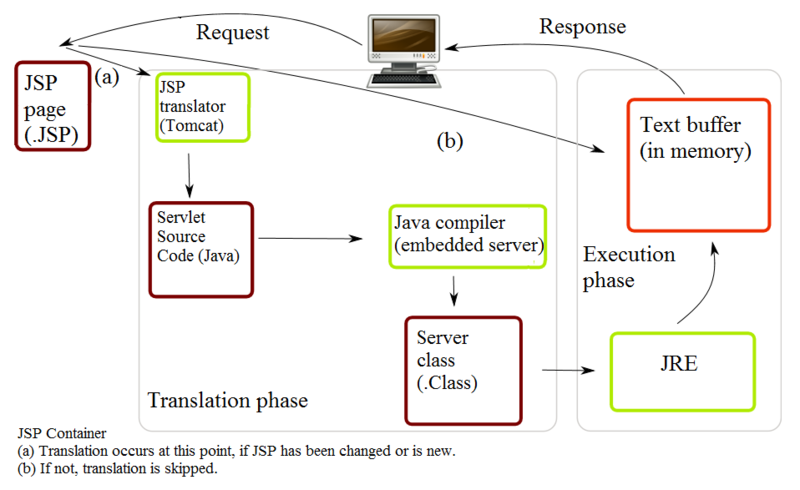 Request
Response
JSP
page
(.JSP)
(a)
JSP
translator
(Tomcat)
(b)
Text buffer
(in memory)
Servlet
Source
Code (Java)
Java compiler
(embedded server)
Execution
phase
Server
class
(.Class)
JRE
Translation phase
JSP Container
(a) Translation occurs at this point, if JSP has been changed or is new.
(b) If not, translation is skipped.